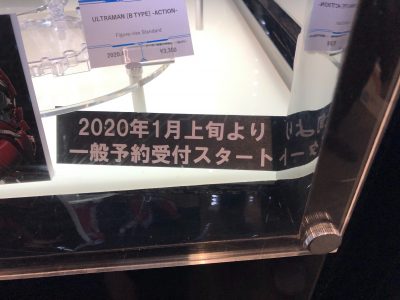 ULTRAMAN [B TYPE] -ACTION-
Figure-rise Standard
2020年1月上旬より
一般予約受付スタート